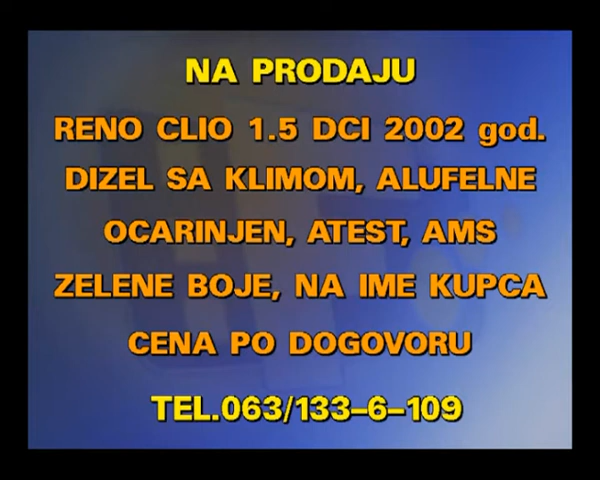 NA PRODAJU
RENO CLIO 1.5 DCI 2002 god.
DIZEL SA KLIMOM, ALUFELNE
OCARINJEN, ATEST, AMS
ZELENE BOJE, NA IME KUPCA
CENA PO DOGOVORU
TEL.063/133-6-109